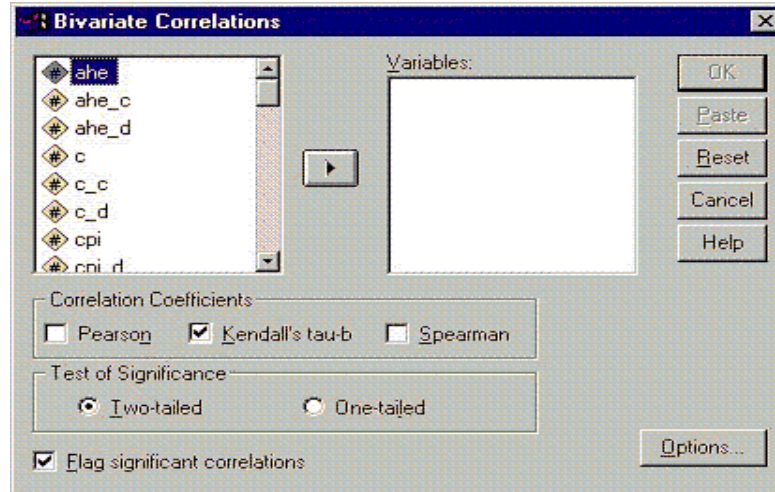 Bivariate Correlations
ahe
ahe_c
ahe_d
c
c_c
c_d
cpi
cpi_d
Variables:
OK
Paste
Reset
Cancel
Help
Correlation Coefficients
Pearson Kendall's tau-b Spearman
Test of Significance
Two-tailed One-tailed
Flag significant correlations
Options...